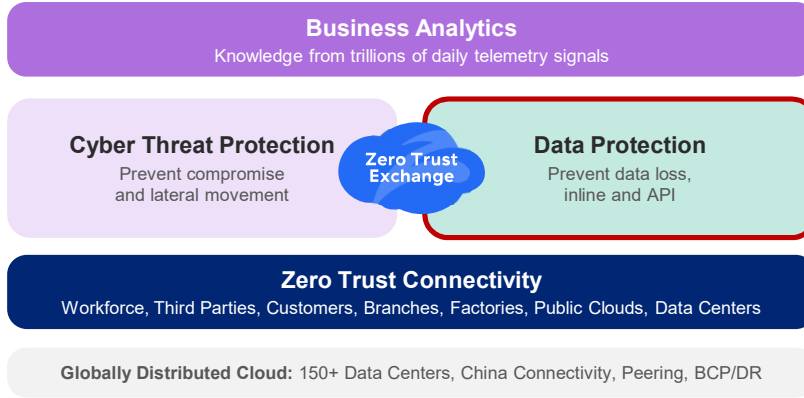 Business Analytics
Knowledge from trillions of daily telemetry signals
Cyber Threat Protection
Prevent compromise
and lateral movement
Zero Trust
Exchange
Data Protection
Prevent data loss,
inline and API
Zero Trust Connectivity
Workforce, Third Parties, Customers, Branches, Factories, Public Clouds, Data Centers
Globally Distributed Cloud: 150+ Data Centers, China Connectivity, Peering, BCP/DR